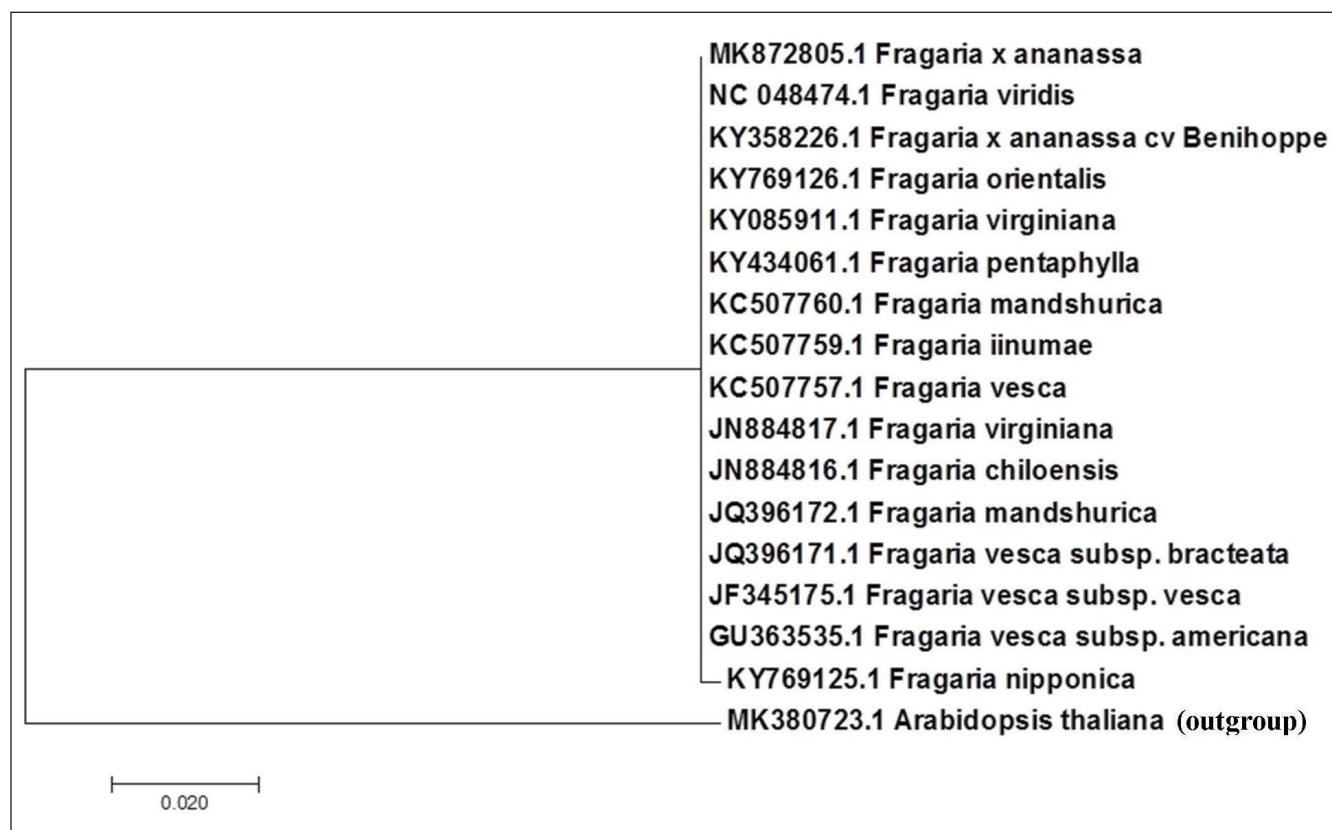 MK872805.1 Fragaria x ananassa
NC 048474.1 Fragaria viridis
KY358226.1 Fragaria x ananassa cv Benihoppe
KY769126.1 Fragaria orientalis
KY085911.1 Fragaria virginiana
KY434061.1 Fragaria pentaphylla
KC507760.1 Fragaria mandshurica
KC507759.1 Fragaria iinumae
KC507757.1 Fragaria vesca
JN884817.1 Fragaria virginiana
JN884816.1 Fragaria chiloensis
JQ396172.1 Fragaria mandshurica
JQ396171.1 Fragaria vesca subsp. bracteata
JF345175.1 Fragaria vesca subsp. vesca
GU363535.1 Fragaria vesca subsp. americana
KY769125.1 Fragaria nipponica
MK380723.1 Arabidopsis thaliana (outgroup)
0.020